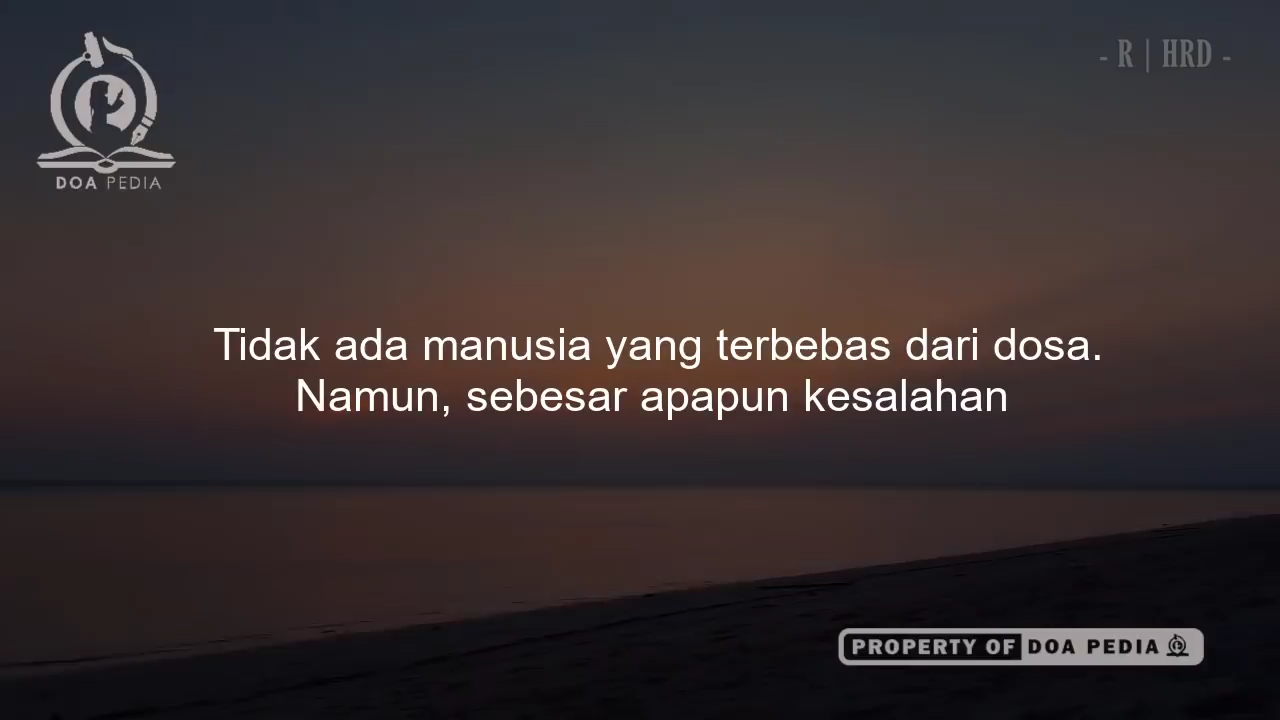 - R | HRD -
DOA PEDIA
Tidak ada manusia yang terbebas dari dosa.
Namun, sebesar apapun kesalahan
PROPERTY OF DOA PEDIA